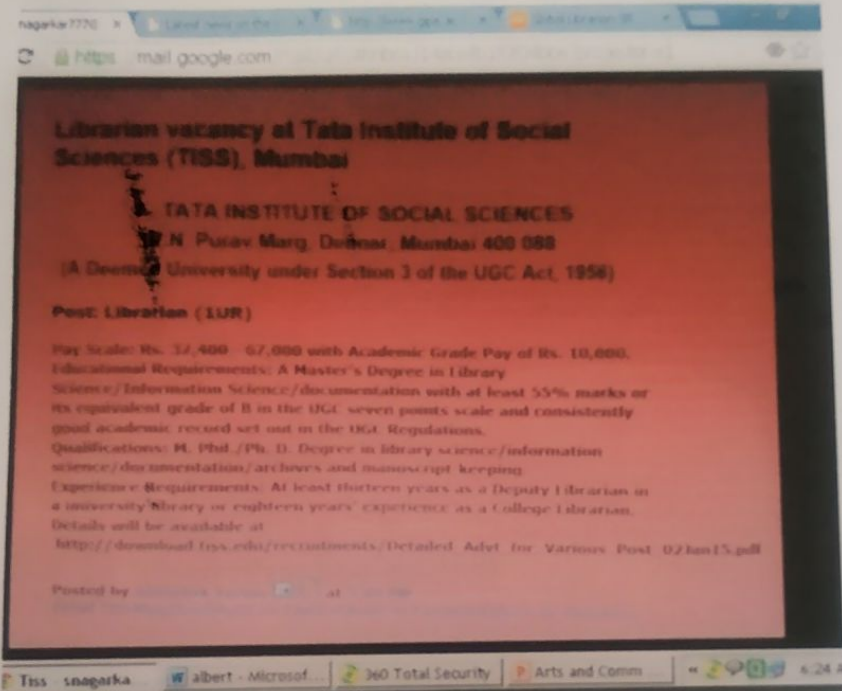 snagarkar777@
https mail.google.com
Librarian vacancy at Tata Institute of Social
Sciences (TISS), Mumbai
TATA INSTITUTE OF SOCIAL SCIENCES
V.N. Purav Marg, Deonar, Mumbai 400 088
(A Deemed University under Section 3 of the UGC Act, 1956)
Post: Librarian (1UR)
Pay Scale: Rs. 37,400 - 67,000 with Academic Grade Pay of Rs. 10,000.
Educational Requirements: A Master's Degree in Library
Science/Information Science/documentation with at least 55% marks or
its equivalent grade of B in the UGC seven points scale and consistently
good academic record set out in the UGC Regulations.
Qualifications: M. Phil./Ph. D. Degree in library science/information
science/documentation/archives and manuscript keeping.
Experience Requirements: At least thirteen years as a Deputy Librarian in
a university library or eighteen years' experience as a College Librarian.
Details will be available at
http://download.tiss.edu/recruitments/Detailed_Advt_for_Various_Post_02Jan15.pdf
Posted by at
Tiss snagarka
albert - Microsof...
360 Total Security
Arts and Comm
6:24 A